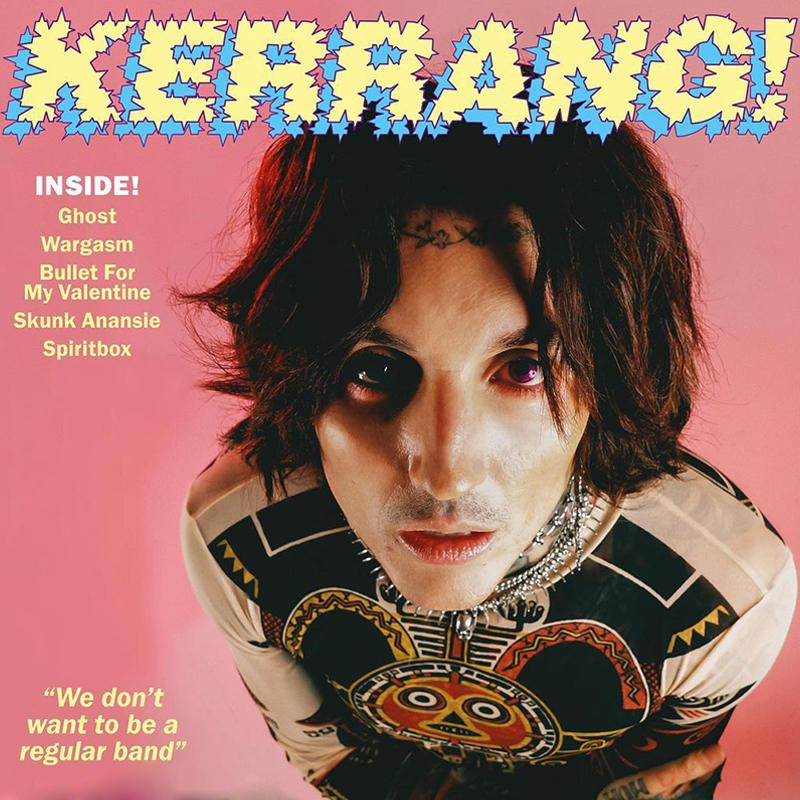 KERRANG!
INSIDE!
Ghost
Wargasm
Bullet For
My Valentine
Skunk Anansie
Spiritbox
“We don’t
want to be a
regular band”